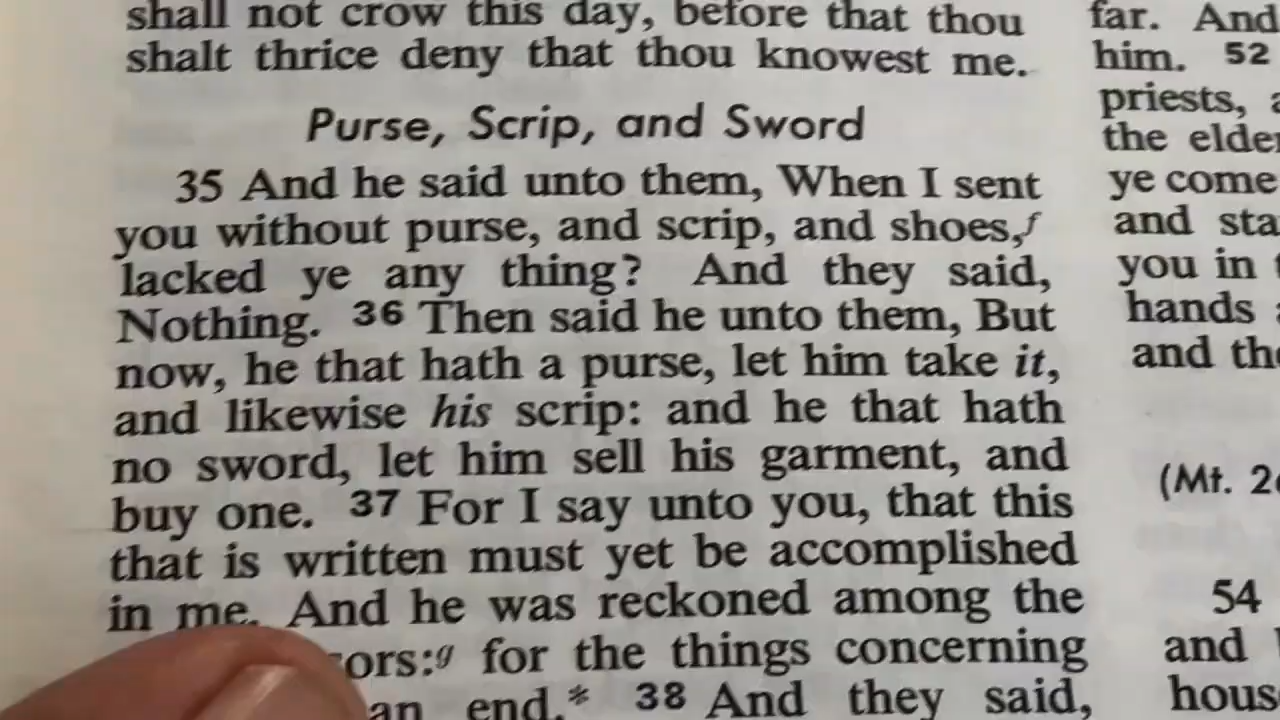 shall not crow this day, before that thou
shalt thrice deny that thou knowest me.
Purse, Scrip, and Sword
35 And he said unto them, When I sent
you without purse, and scrip, and shoes,f
lacked ye any thing? And they said,
Nothing. 36 Then said he unto them, But
now, he that hath a purse, let him take it,
and likewise his scrip: and he that hath
no sword, let him sell his garment, and
buy one. 37 For I say unto you, that this
that is written must yet be accomplished
in me, And he was reckoned among the
ors:g for the things concerning
an end.* 38 And they said,
far. And
him. 52
priests,
the elder
ye come
and sta
you in
hands
and the
(Mt. 26
54
and
hous